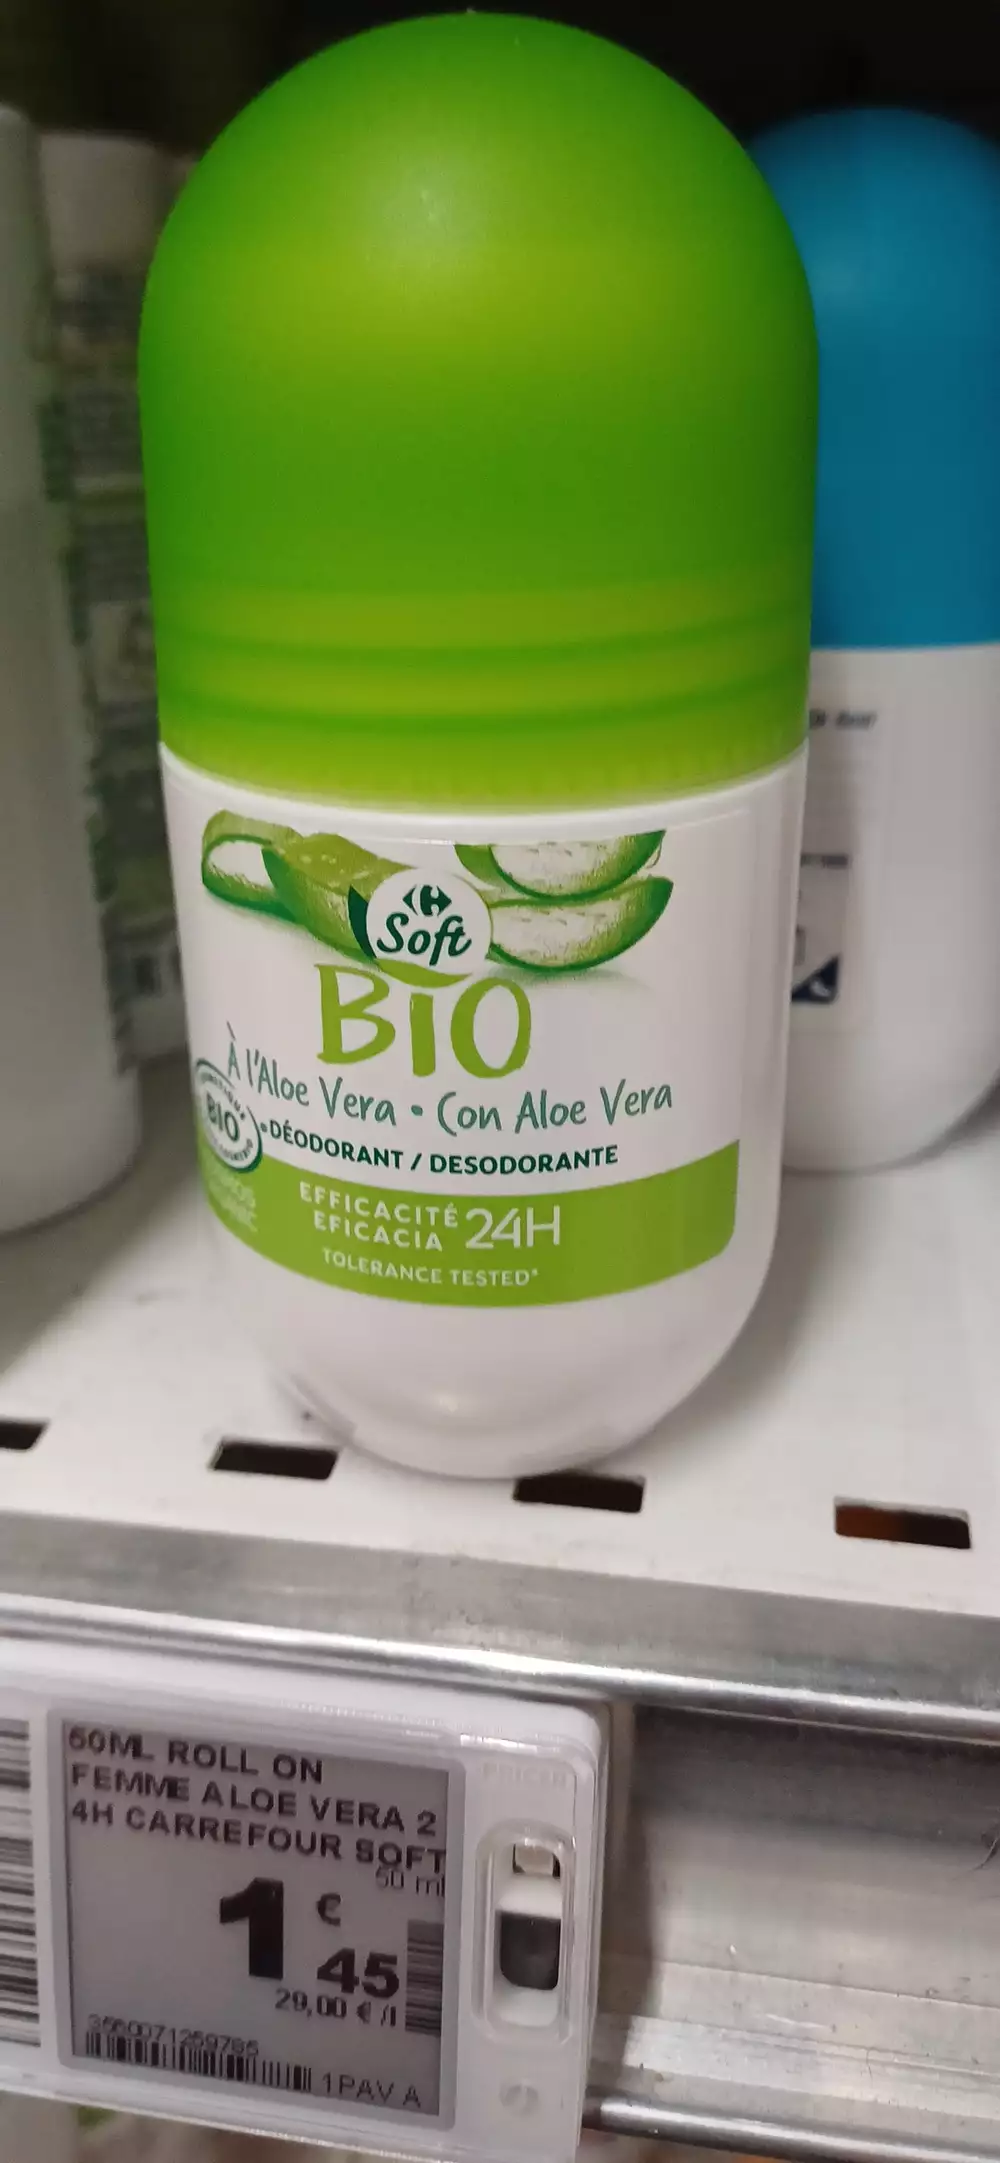 Soft
BIO
À l'Aloe Vera • Con Aloe Vera
BIO
•DÉODORANT / DESODORANTE
EFFICACITÉ
EFICACIA
24H
TOLERANCE TESTED*
50ML ROLL ON
FEMME ALOE VERA 2
4H CARREFOUR SOFT
50 ml
1 € 45
29,00 € /l
1PAV A